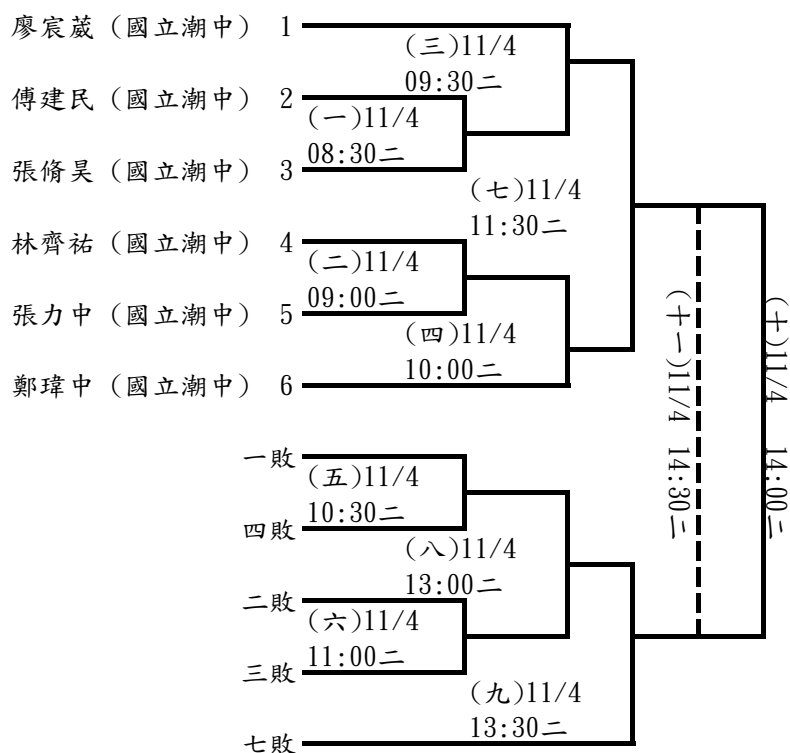 廖宸葳 (國立潮中) 1
(三)11/4
09:30二
傅建民 (國立潮中) 2
(一)11/4
08:30二
張脩昊 (國立潮中) 3
(七)11/4
11:30二
林齊祐 (國立潮中) 4
(二)11/4
09:00二
張力中 (國立潮中) 5
(四)11/4
10:00二
鄭瑋中 (國立潮中) 6
(十一)11/4 14:30二
(十)11/4 14:00二
一敗
(五)11/4
10:30二
四敗
(八)11/4
13:00二
二敗
(六)11/4
11:00二
三敗
(九)11/4
13:30二
七敗